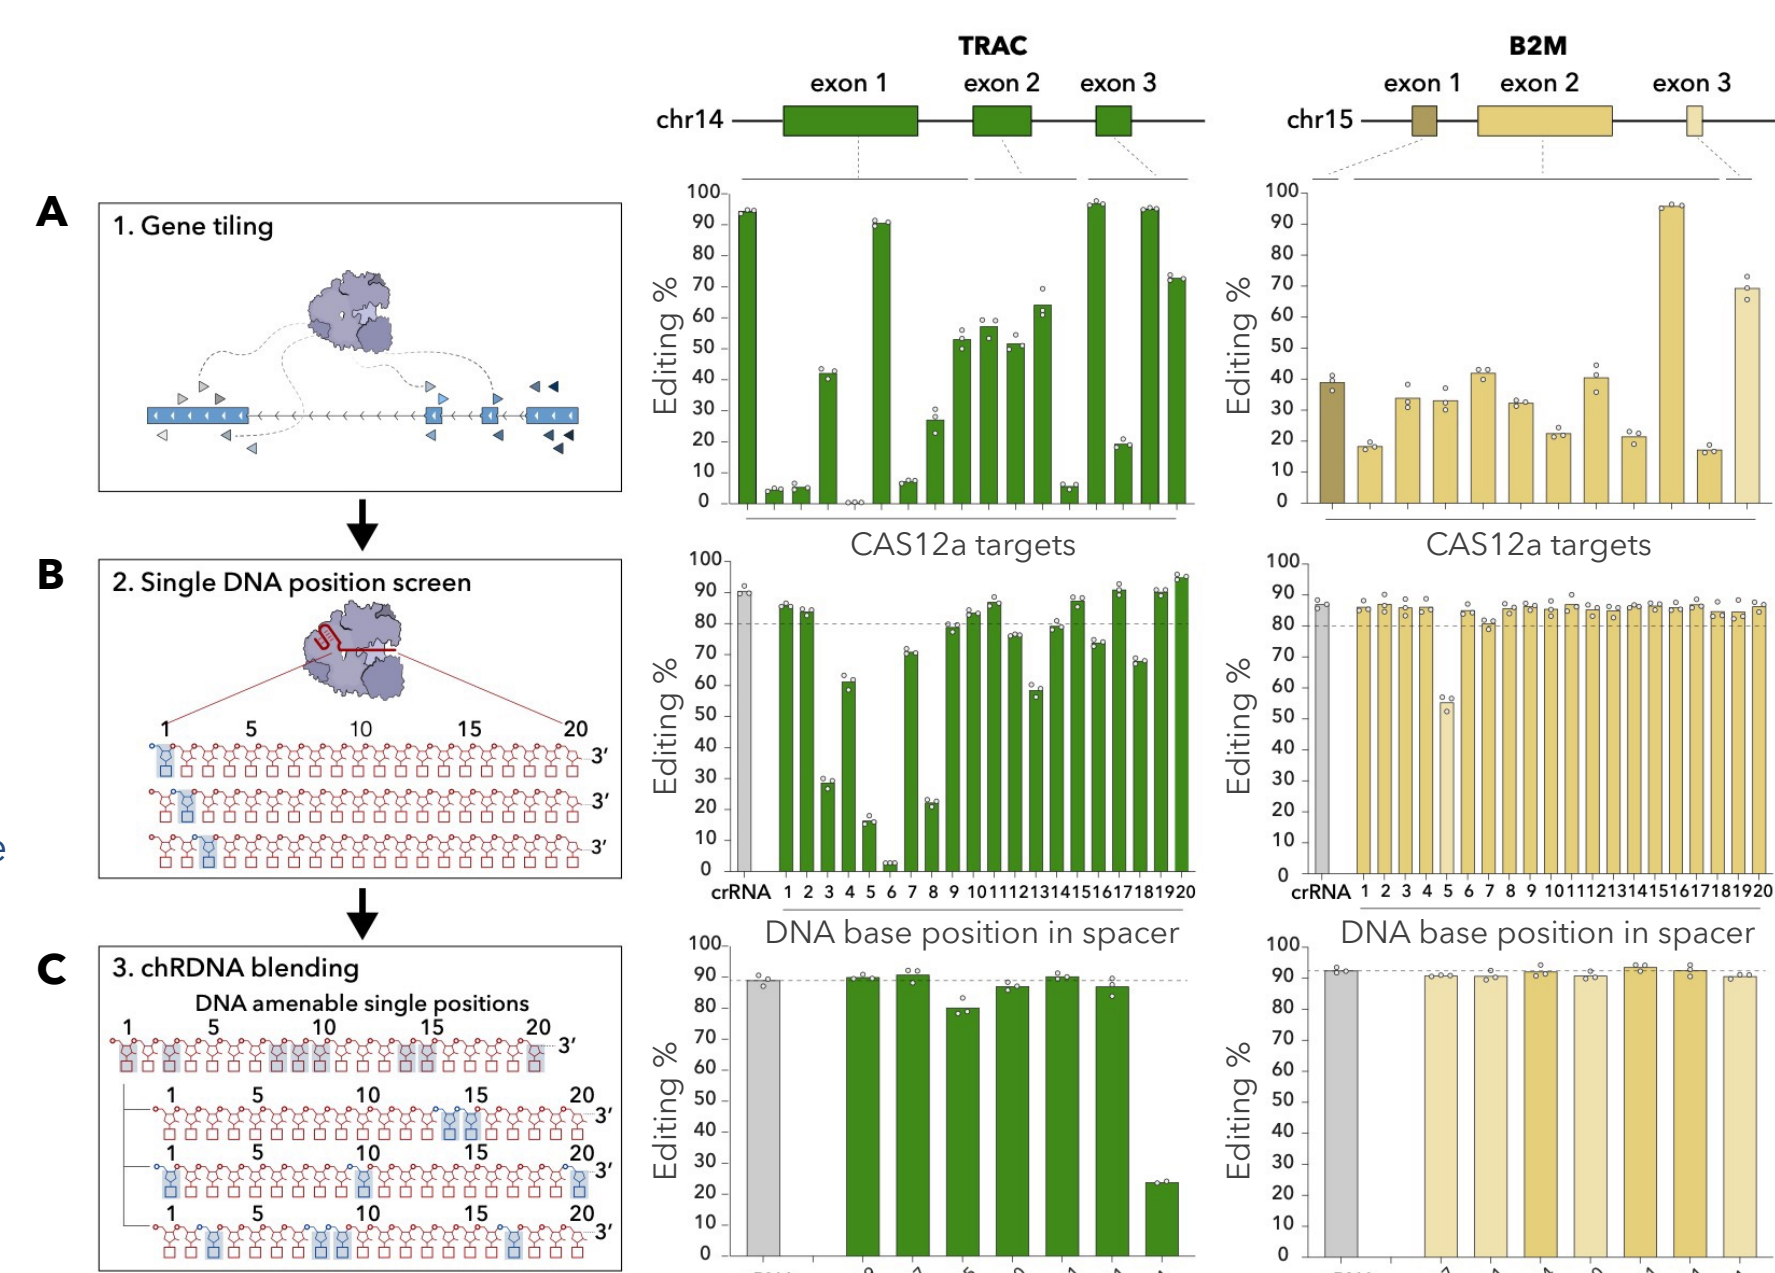 TRAC
exon 1 exon 2 exon 3
chr14
B2M
exon 1 exon 2 exon 3
chr15
A
1. Gene tiling
Editing %
100
90
80
70
60
50
40
30
20
10
0
CAS12a targets
Editing %
100
90
80
70
60
50
40
30
20
10
0
CAS12a targets
B
2. Single DNA position screen
1 5 10 15 20
3′
3′
3′
Editing %
100
90
80
70
60
50
40
30
20
10
0
crRNA 1 2 3 4 5 6 7 8 9 10 11 12 13 14 15 16 17 18 19 20
DNA base position in spacer
Editing %
100
90
80
70
60
50
40
30
20
10
0
crRNA 1 2 3 4 5 6 7 8 9 10 11 12 13 14 15 16 17 18 19 20
DNA base position in spacer
C
3. chRDNA blending
DNA amenable single positions
1 5 10 15 20
3′
1 5 10 15 20
3′
1 5 10 15 20
3′
1 5 10 15 20
3′
Editing %
100
90
80
70
60
50
40
30
20
10
0
Editing %
100
90
80
70
60
50
40
30
20
10
0